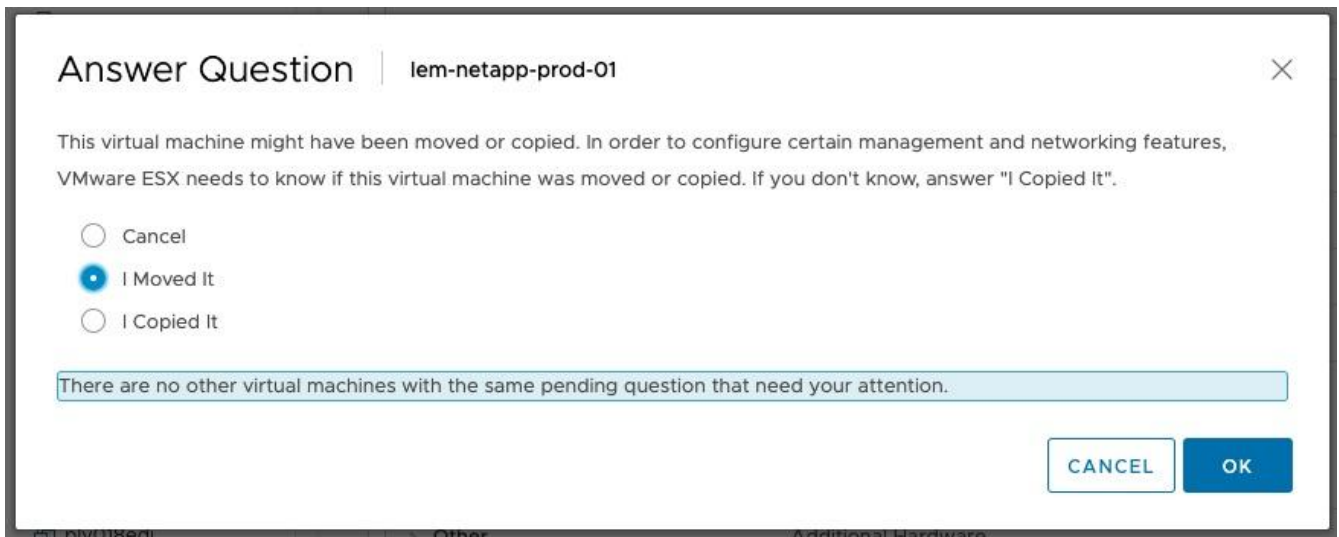 Answer Question lem-netapp-prod-01
This virtual machine might have been moved or copied. In order to configure certain management and networking features,
VMware ESX needs to know if this virtual machine was moved or copied. If you don't know, answer "I Copied It".
Cancel
I Moved It
I Copied It
There are no other virtual machines with the same pending question that need your attention.
CANCEL OK
Other Additional Hardware